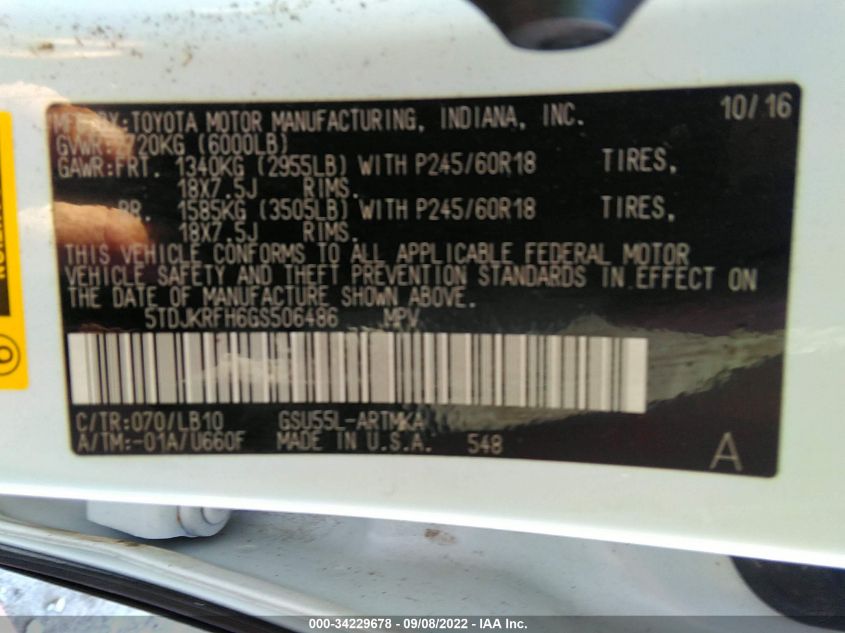 10/16
MFD BY:TOYOTA MOTOR MANUFACTURING, INDIANA, INC.
GVWR: 2720KG (6000LB)
GAWR:FRT. 1340KG (2955LB) WITH P245/60R18 TIRES,
18X7.5J RIMS.
RR. 1585KG (3505LB) WITH P245/60R18 TIRES,
18X7.5J RIMS.
THIS VEHICLE CONFORMS TO ALL APPLICABLE FEDERAL MOTOR
VEHICLE SAFETY AND THEFT PREVENTION STANDARDS IN EFFECT ON
THE DATE OF MANUFACTURE SHOWN ABOVE.
5TDJKRFH6GS506486 MPV
C/TR:070/LB10 GSU55L-ARTMKA
A/TM:-01A/U660F MADE IN U.S.A. 548
A
000-34229678 - 09/08/2022 - IAA Inc.